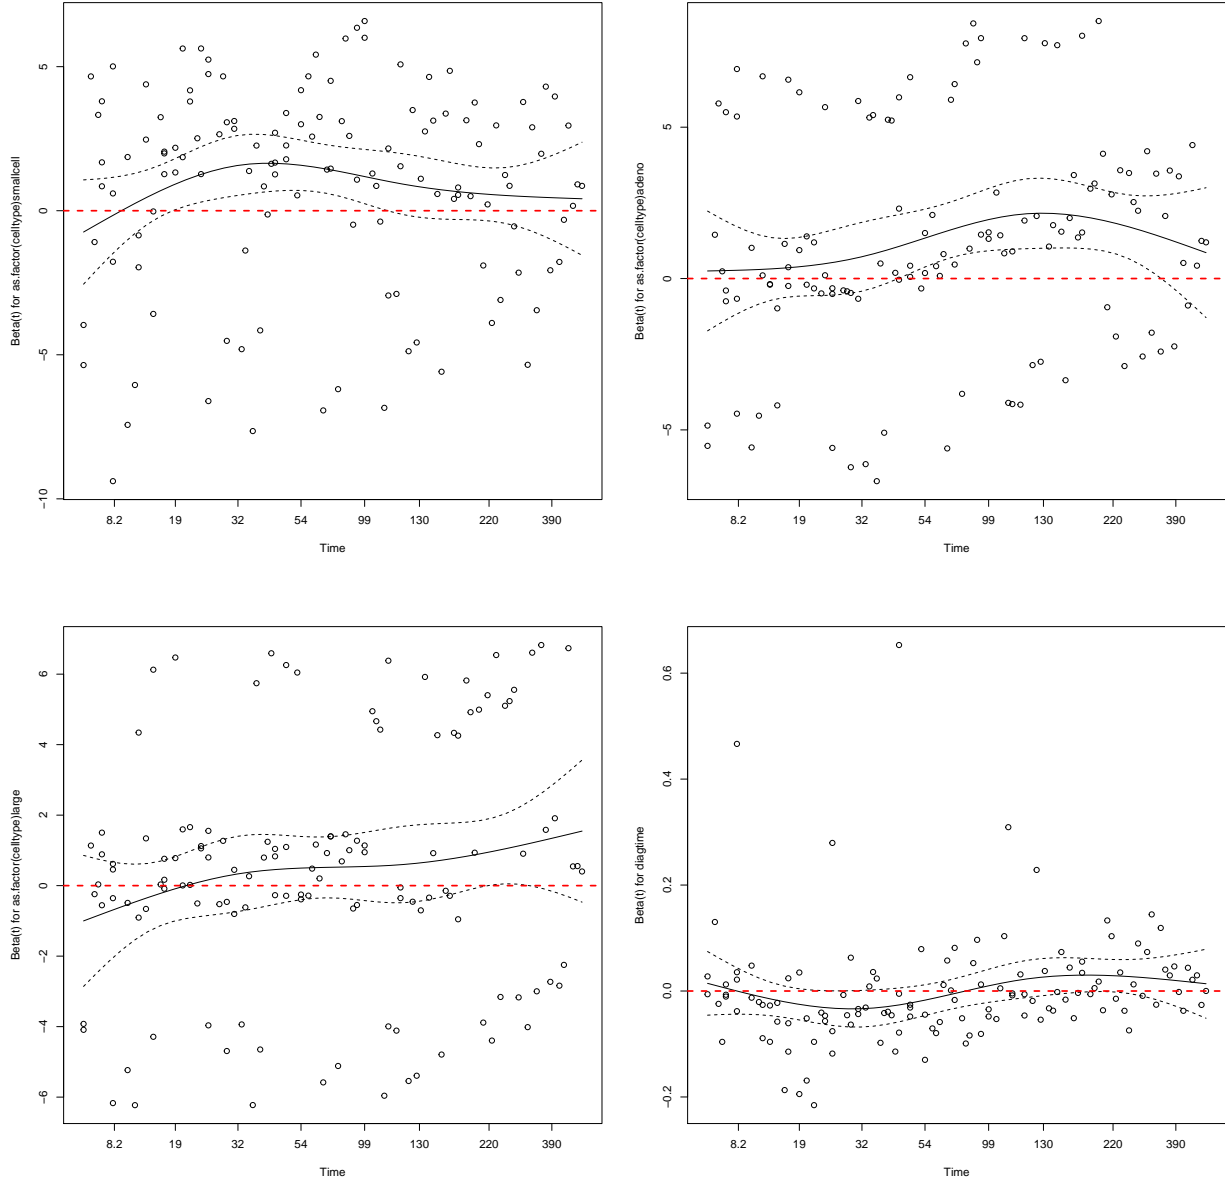 Beta(t) for as.factor(celltype)smallcell
5
0
−5
−10
8.2 19 32 54 99 130 220 390
Time
Beta(t) for as.factor(celltype)adeno
5
0
−5
8.2 19 32 54 99 130 220 390
Time
Beta(t) for as.factor(celltype)large
6
4
2
0
−2
−4
−6
8.2 19 32 54 99 130 220 390
Time
Beta(t) for diagtime
0.6
0.4
0.2
0.0
−0.2
8.2 19 32 54 99 130 220 390
Time